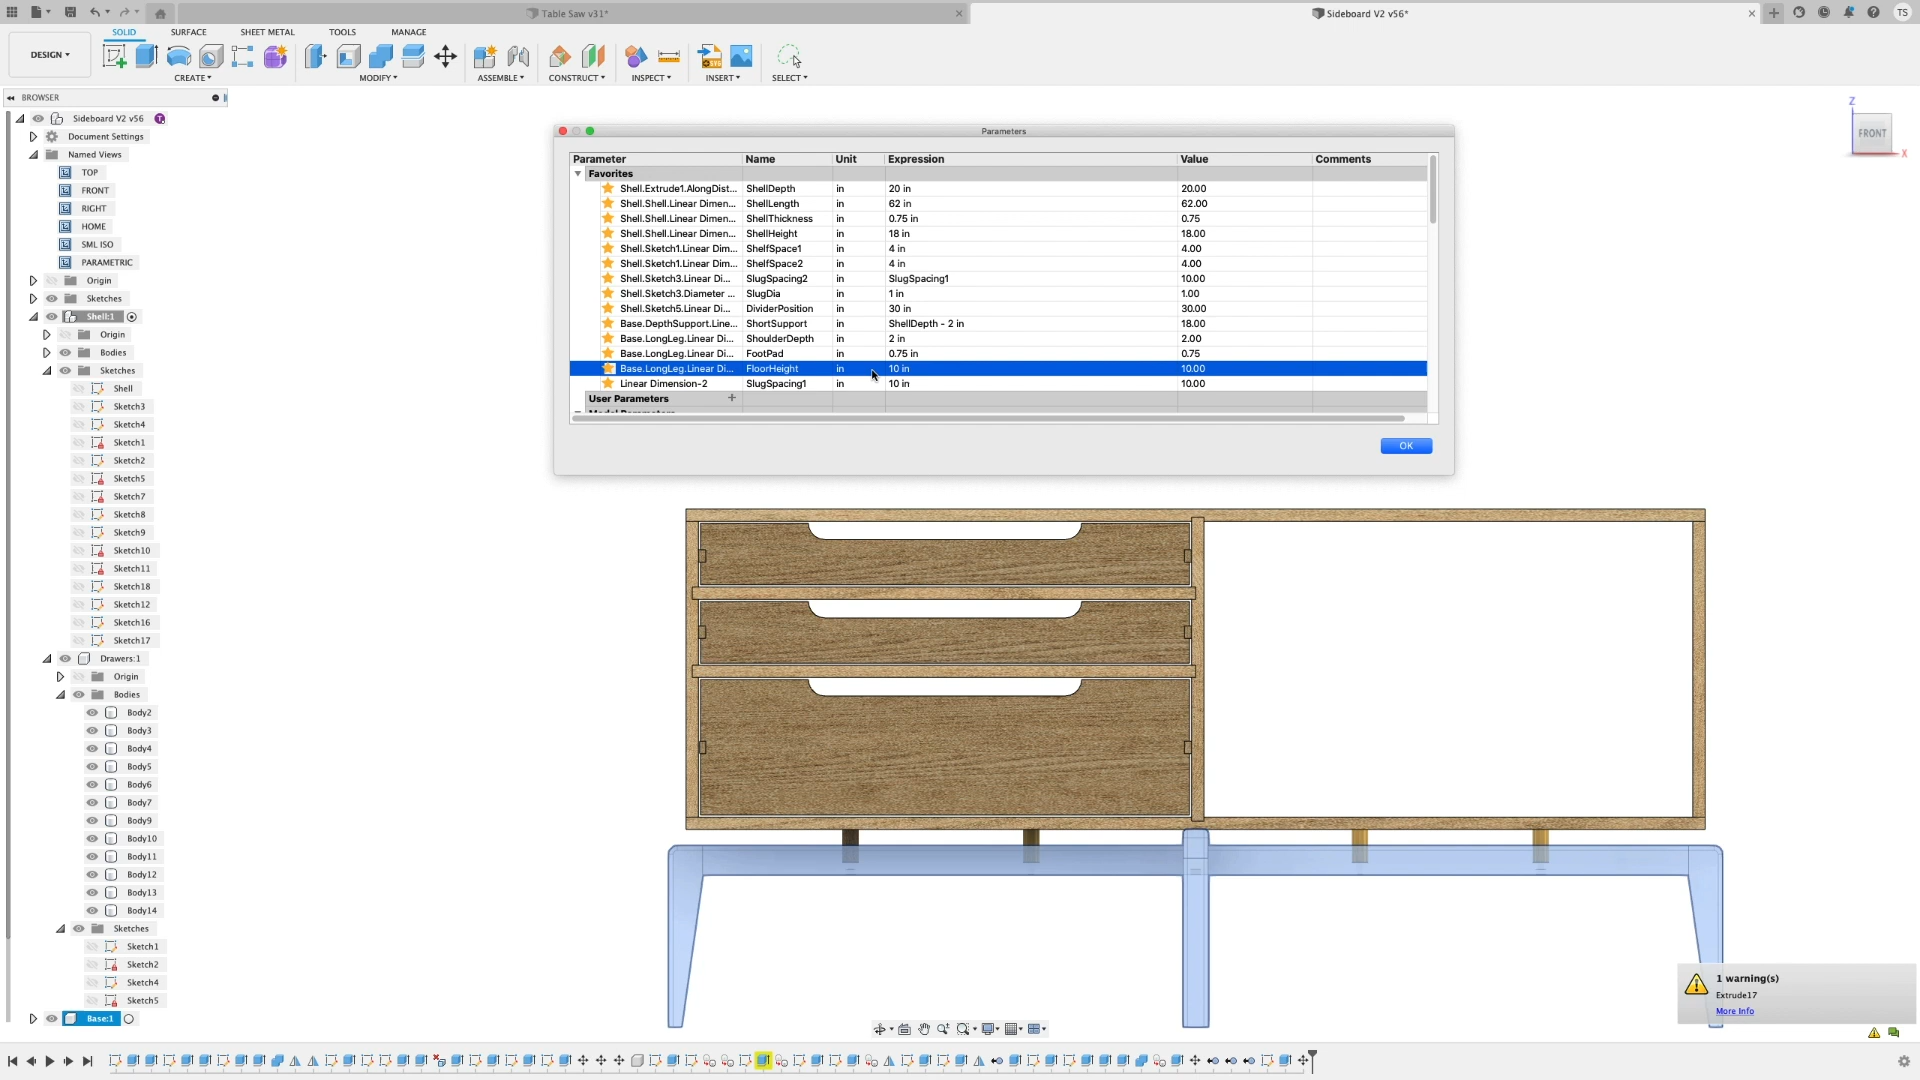 Table Saw v31*
Sideboard V2 v56*
TS
DESIGN
SOLID
SURFACE
SHEET METAL
TOOLS
MANAGE
CREATE
MODIFY
ASSEMBLE
CONSTRUCT
INSPECT
INSERT
SELECT
BROWSER
Sideboard V2 v56
Document Settings
Named Views
TOP
FRONT
RIGHT
HOME
SML ISO
PARAMETRIC
Origin
Sketches
Shell:1
Origin
Bodies
Sketches
Shell
Sketch3
Sketch4
Sketch1
Sketch2
Sketch5
Sketch7
Sketch8
Sketch9
Sketch10
Sketch11
Sketch18
Sketch12
Sketch16
Sketch17
Drawers:1
Origin
Bodies
Body2
Body3
Body4
Body5
Body6
Body7
Body9
Body10
Body11
Body12
Body13
Body14
Sketches
Sketch1
Sketch2
Sketch4
Sketch5
Base:1
Parameters
Parameter Name Unit Expression Value Comments
Favorites
Shell.Extrude1.AlongDist... ShellDepth in 20 in 20.00
Shell.Shell.Linear Dimen... ShellLength in 62 in 62.00
Shell.Shell.Linear Dimen... ShellThickness in 0.75 in 0.75
Shell.Shell.Linear Dimen... ShellHeight in 18 in 18.00
Shell.Sketch1.Linear Dim... ShelfSpace1 in 4 in 4.00
Shell.Sketch1.Linear Dim... ShelfSpace2 in 4 in 4.00
Shell.Sketch3.Linear Di... SlugSpacing2 in SlugSpacing1 10.00
Shell.Sketch3.Diameter ... SlugDia in 1 in 1.00
Shell.Sketch5.Linear Di... DividerPosition in 30 in 30.00
Base.DepthSupport.Line... ShortSupport in ShellDepth - 2 in 18.00
Base.LongLeg.Linear Di... ShoulderDepth in 2 in 2.00
Base.LongLeg.Linear Di... FootPad in 0.75 in 0.75
Base.LongLeg.Linear Di... FloorHeight in 10 in 10.00
Linear Dimension-2 SlugSpacing1 in 10 in 10.00
User Parameters +
Model Parameters
OK
Z
FRONT
X
1 warning(s)
Extrude17
More Info